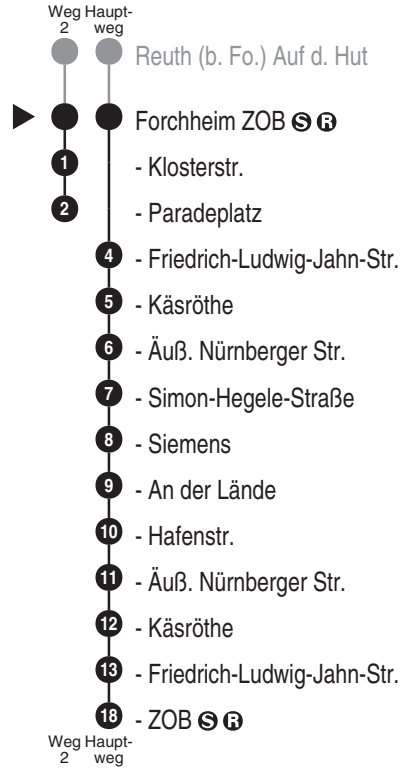 Weg Haupt-
2 weg
Reuth (b. Fo.) Auf d. Hut
Forchheim ZOB S R
1 - Klosterstr.
2 - Paradeplatz
4 - Friedrich-Ludwig-Jahn-Str.
5 - Käsröthe
6 - Äuß. Nürnberger Str.
7 - Simon-Hegele-Straße
8 - Siemens
9 - An der Lände
10 - Hafenstr.
11 - Äuß. Nürnberger Str.
12 - Käsröthe
13 - Friedrich-Ludwig-Jahn-Str.
18 - ZOB S R
Weg Haupt-
2 weg